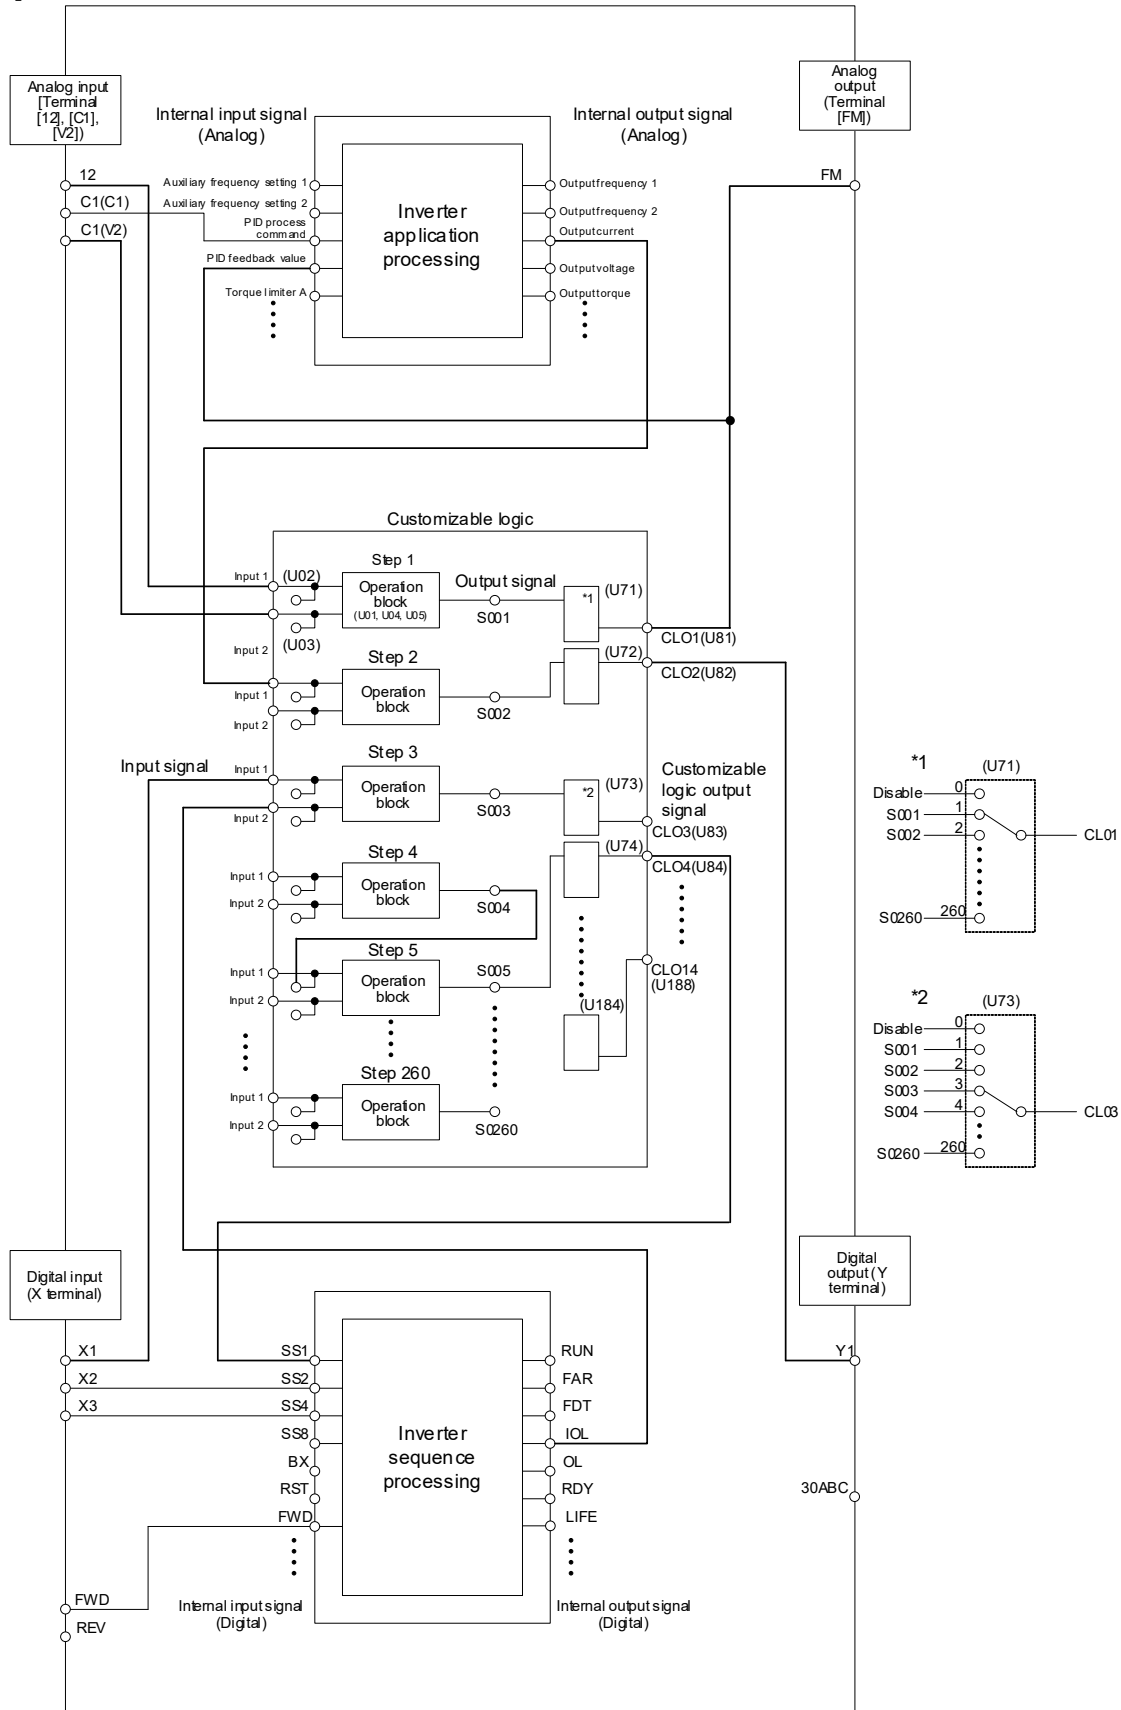 Analog input
[Terminal
[12], [C1],
[V2])
Analog
output
(Terminal
[FM])
Internal input signal
(Analog)
Internal output signal
(Analog)
12
C1(C1)
C1(V2)
FM
Auxiliary frequency setting 1
Auxiliary frequency setting 2
PID process
command
PID feedback value
Torque limiter A
Inverter
application
processing
Output frequency 1
Output frequency 2
Output current
Output voltage
Output torque
Customizable logic
Step 1
Input 1
(U02)
Operation
block
(U01, U04, U05)
Output signal
S001
*1
(U71)
CLO1(U81)
(U03)
Input 2
Step 2
Input 1
Input 2
Operation
block
S002
(U72)
CLO2(U82)
Input signal
Step 3
Input 1
Input 2
Operation
block
S003
*2
(U73)
Customizable
logic output
signal
CLO3(U83)
Step 4
Input 1
Input 2
Operation
block
S004
(U74)
CLO4(U84)
Step 5
Input 1
Input 2
Operation
block
S005
CLO14
(U188)
(U184)
Step 260
Input 1
Input 2
Operation
block
S0260
*1
(U71)
Disable 0
S001 1
S002 2
S0260 260
CL01
*2
(U73)
Disable 0
S001 1
S002 2
S003 3
S004 4
S0260 260
CL03
Digital input
(X terminal)
Digital
output (Y
terminal)
X1
X2
X3
SS1
SS2
SS4
SS8
BX
RST
FWD
Inverter
sequence
processing
RUN
FAR
FDT
IOL
OL
RDY
LIFE
Y1
30ABC
FWD
REV
Internal input signal
(Digital)
Internal output signal
(Digital)